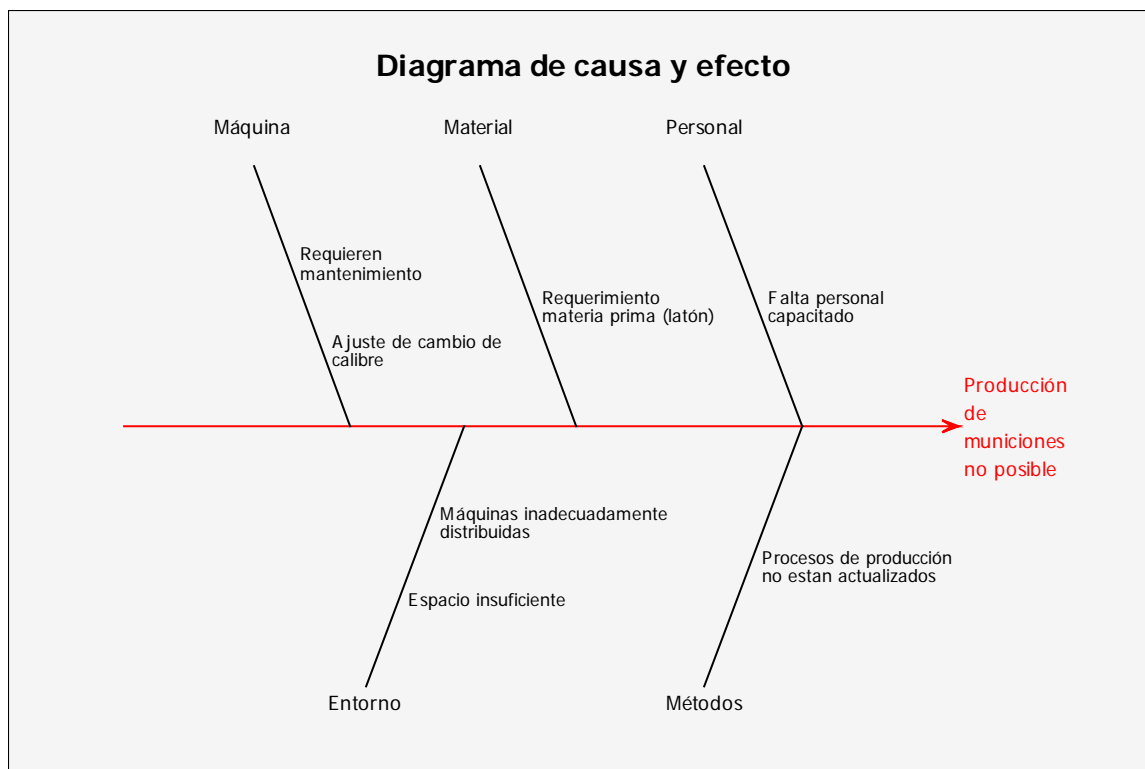 Diagrama de causa y efecto
Máquina
Material
Personal
Requieren
mantenimiento
Ajuste de cambio de
calibre
Requerimiento
materia prima (latón)
Falta personal
capacitado
Producción
de
municiones
no posible
Máquinas inadecuadamente
distribuidas
Espacio insuficiente
Procesos de producción
no estan actualizados
Entorno
Métodos